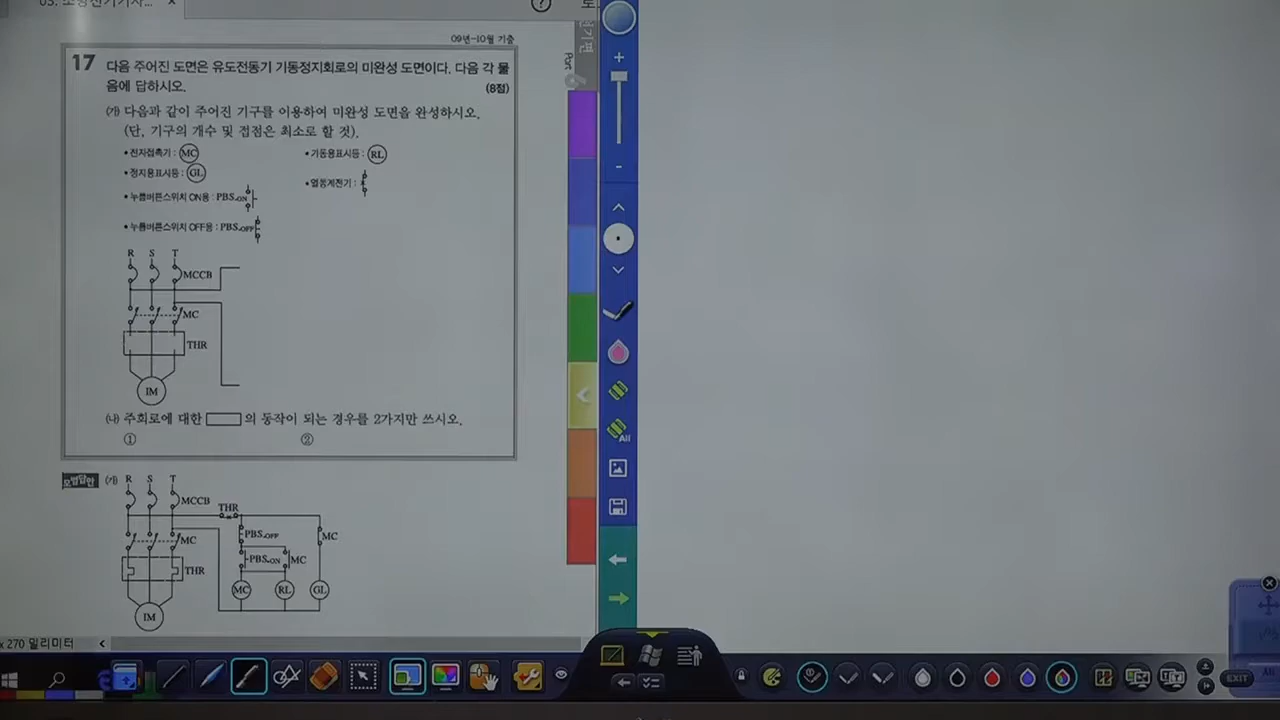 09년-10월 기출
17 다음 주어진 도면은 유도전동기 기동정지회로의 미완성 도면이다. 다음 각 물
음에 답하시오. (8점)
㈎ 다음과 같이 주어진 기구를 이용하여 미완성 도면을 완성하시오.
(단, 기구의 개수 및 접점은 최소로 할 것).
• 전자접촉기 : MC • 기동용표시등 : RL
• 정지용표시등 : GL • 열동계전기 :
• 누름버튼스위치 ON용 : PBS-ON
• 누름버튼스위치 OFF용 : PBS-OFF
R S T
MCCB
MC
THR
IM
㈏ 주회로에 대한 의 동작이 되는 경우를 2가지만 쓰시오.
① ②
모범답안 ㈎ R S T
MCCB THR
PBS-OFF MC
MC PBS-ON MC
THR MC RL GL
IM
x 270 밀리미터
Part
All
EXIT